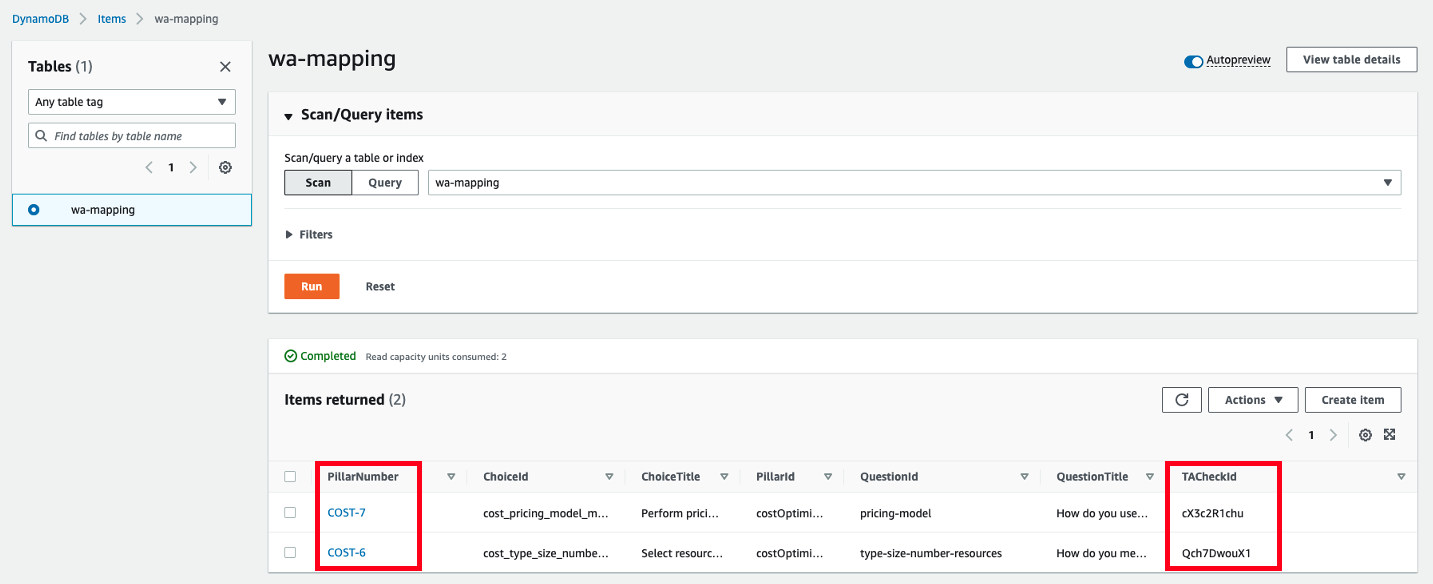 DynamoDB > Items > wa-mapping
Tables (1)
Any table tag
Find tables by table name
1
wa-mapping
wa-mapping
Autopreview
View table details
Scan/Query items
Scan/query a table or index
Scan Query wa-mapping
Filters
Run Reset
Completed Read capacity units consumed: 2
Items returned (2)
Actions Create item
1
PillarNumber ChoiceId ChoiceTitle PillarId QuestionId QuestionTitle TACheckId
COST-7 cost_pricing_model_m... Perform prici... costOptimi... pricing-model How do you use... cX3c2R1chu
COST-6 cost_type_size_numbe... Select resourc... costOptimi... type-size-number-resources How do you me... Qch7DwouX1